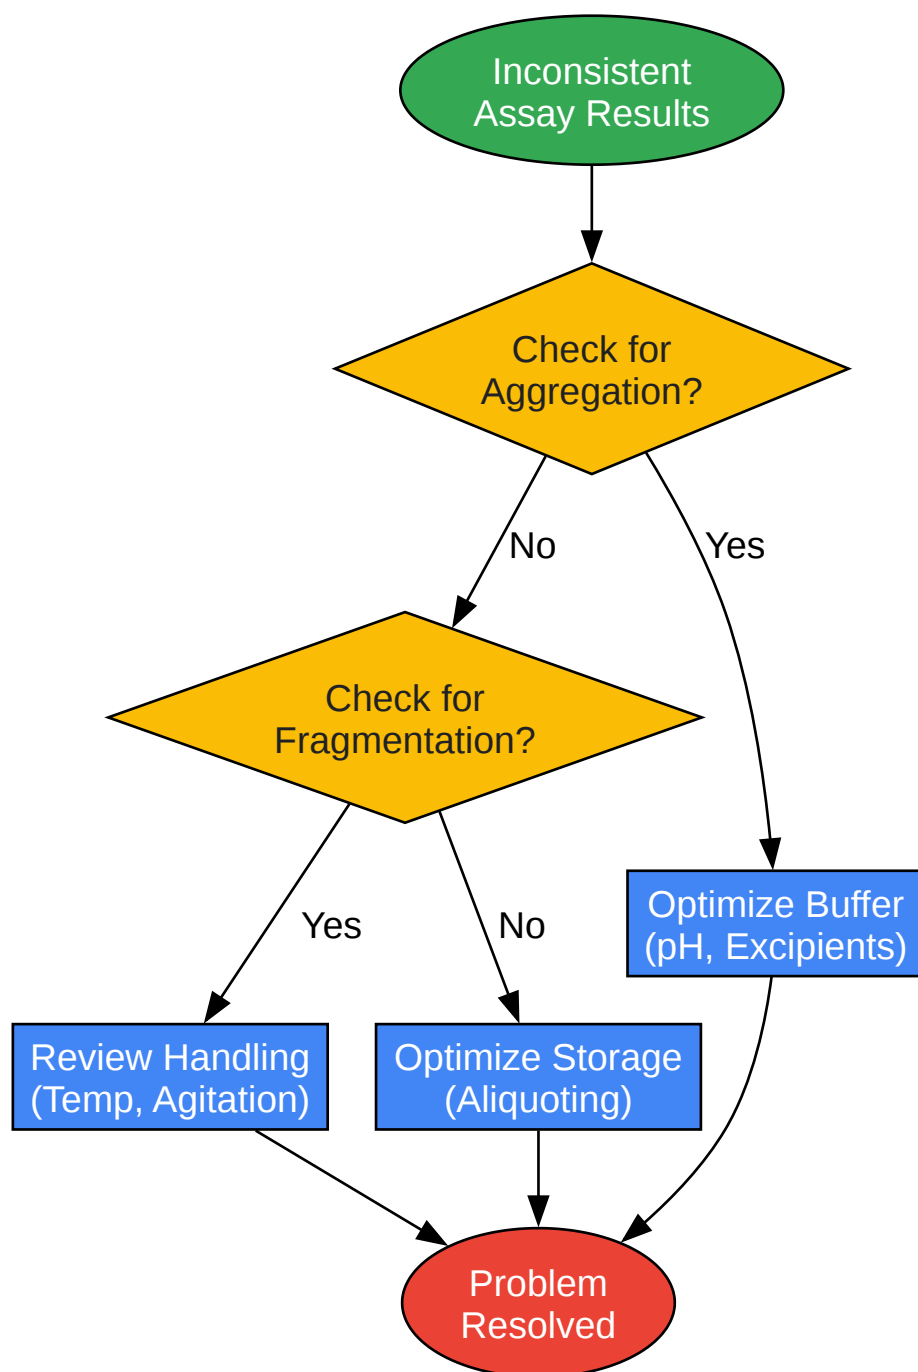 Inconsistent
Assay Results
Check for
Aggregation?
No
Yes
Check for
Fragmentation?
Optimize Buffer
(pH, Excipients)
Yes
No
Review Handling
(Temp, Agitation)
Optimize Storage
(Aliquoting)
Problem
Resolved